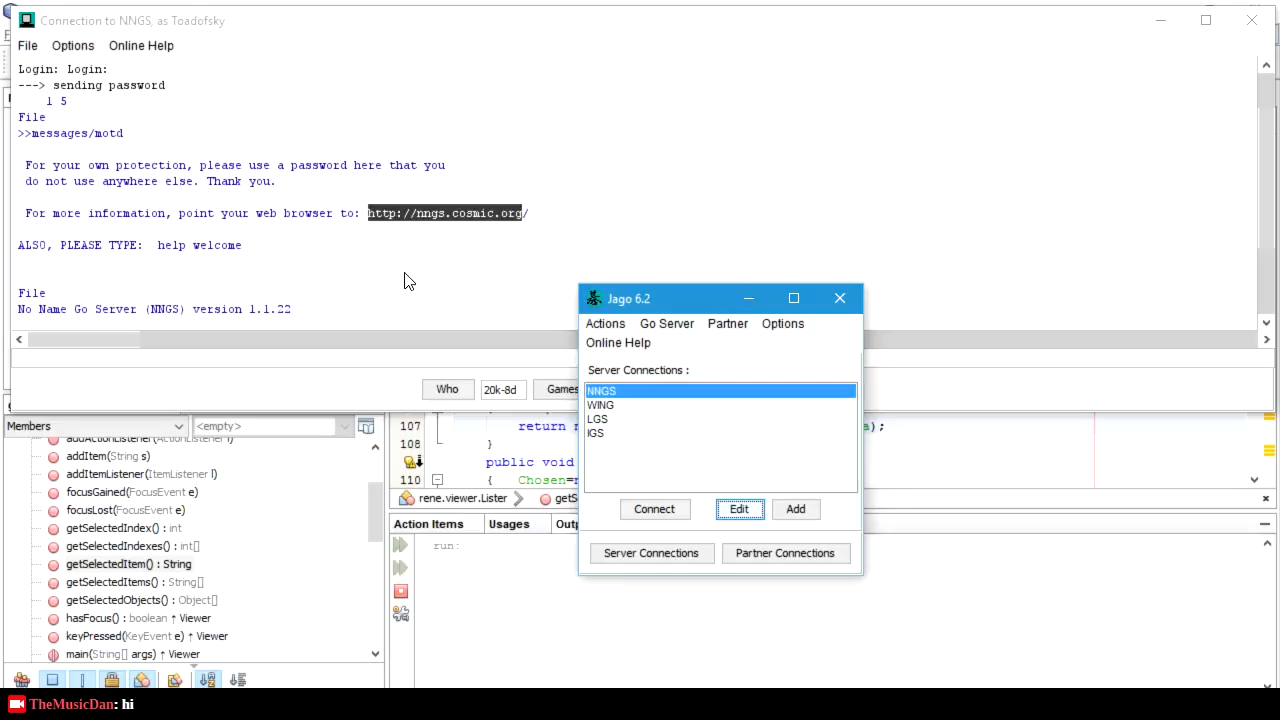 Connection to NNGS, as Toadofsky
File Options Online Help
Login: Login:
---> sending password
1 5
File
>>messages/motd
For your own protection, please use a password here that you
do not use anywhere else. Thank you.
For more information, point your web browser to: http://nngs.cosmic.org/
ALSO, PLEASE TYPE: help welcome
File
No Name Go Server (NNGS) version 1.1.22
Who 20k-8d Games
Jago 6.2
Actions Go Server Partner Options
Online Help
Server Connections :
NNGS
WING
LGS
IGS
Connect Edit Add
Server Connections Partner Connections
Members <empty>
addActionListener(ActionListener l)
addItem(String s)
addItemListener(ItemListener l)
focusGained(FocusEvent e)
focusLost(FocusEvent e)
getSelectedIndex() : int
getSelectedIndexes() : int[]
getSelectedItem() : String
getSelectedItems() : String[]
getSelectedObjects() : Object[]
hasFocus() : boolean ↑ Viewer
keyPressed(KeyEvent e) ↑ Viewer
main(String[] args) ↑ Viewer
107 return a);
108 }
public void
110 { Chosen=
rene.viewer.Lister getS
Action Items Usages Outp
run:
TheMusicDan: hi